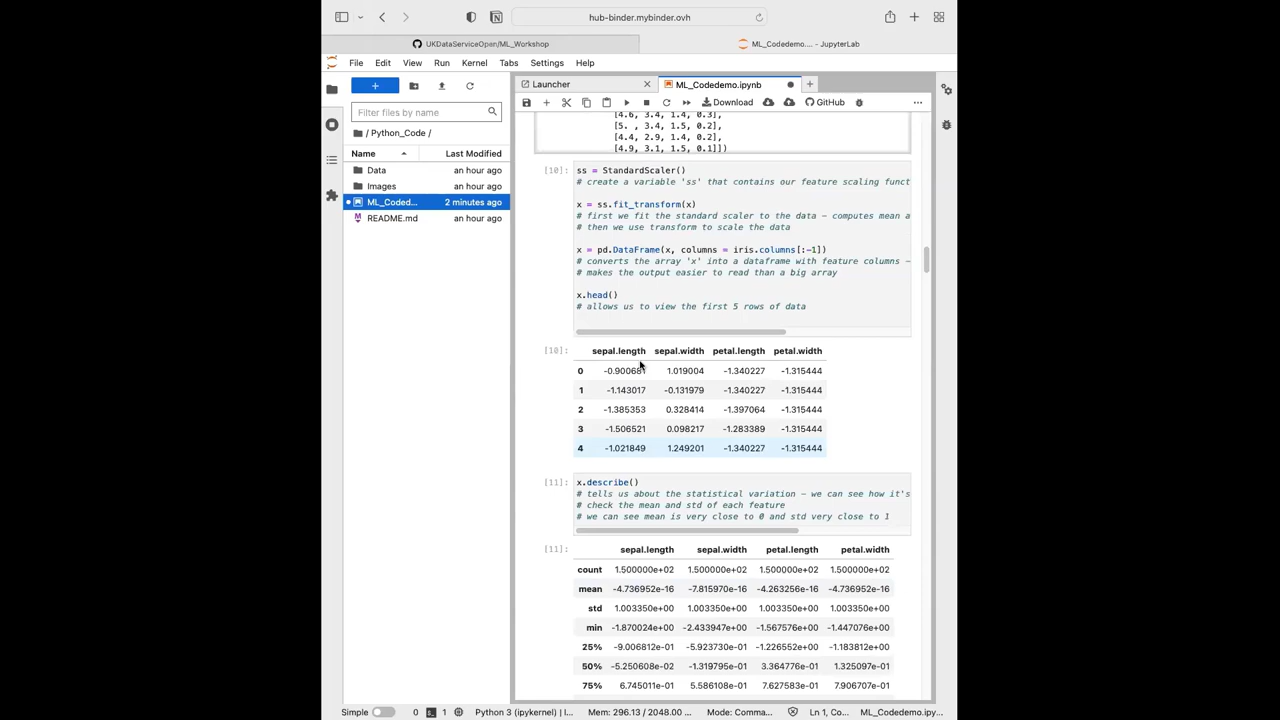 hub-binder.mybinder.ovh
UKDataServiceOpen/ML_Workshop
ML_Codedemo.... - JupyterLab
File Edit View Run Kernel Tabs Settings Help
+
Filter files by name
/ Python_Code /
Name Last Modified
Data an hour ago
Images an hour ago
ML_Coded... 2 minutes ago
README.md an hour ago
Launcher
ML_Codedemo.ipynb
Download
GitHub
[4.6, 3.4, 1.4, 0.3],
[5. , 3.4, 1.5, 0.2],
[4.4, 2.9, 1.4, 0.2],
[4.9, 3.1, 1.5, 0.1]])
[10]: ss = StandardScaler()
# create a variable 'ss' that contains our feature scaling funct
x = ss.fit_transform(x)
# first we fit the standard scaler to the data – computes mean a
# then we use transform to scale the data
x = pd.DataFrame(x, columns = iris.columns[:-1])
# converts the array 'x' into a dataframe with feature columns –
# makes the output easier to read than a big array
x.head()
# allows us to view the first 5 rows of data
[10]: sepal.length sepal.width petal.length petal.width
0 -0.900681 1.019004 -1.340227 -1.315444
1 -1.143017 -0.131979 -1.340227 -1.315444
2 -1.385353 0.328414 -1.397064 -1.315444
3 -1.506521 0.098217 -1.283389 -1.315444
4 -1.021849 1.249201 -1.340227 -1.315444
[11]: x.describe()
# tells us about the statistical variation – we can see how it's
# check the mean and std of each feature
# we can see mean is very close to 0 and std very close to 1
[11]: sepal.length sepal.width petal.length petal.width
count 1.500000e+02 1.500000e+02 1.500000e+02 1.500000e+02
mean -4.736952e-16 -7.815970e-16 -4.263256e-16 -4.736952e-16
std 1.003350e+00 1.003350e+00 1.003350e+00 1.003350e+00
min -1.870024e+00 -2.433947e+00 -1.567576e+00 -1.447076e+00
25% -9.006812e-01 -5.923730e-01 -1.226552e+00 -1.183812e+00
50% -5.250608e-02 -1.319795e-01 3.364776e-01 1.325097e-01
75% 6.745011e-01 5.586108e-01 7.627583e-01 7.906707e-01
Simple 0 1 Python 3 (ipykernel) | I... Mem: 296.13 / 2048.00 ... Mode: Comma... Ln 1, Co... ML_Codedemo.ipy...